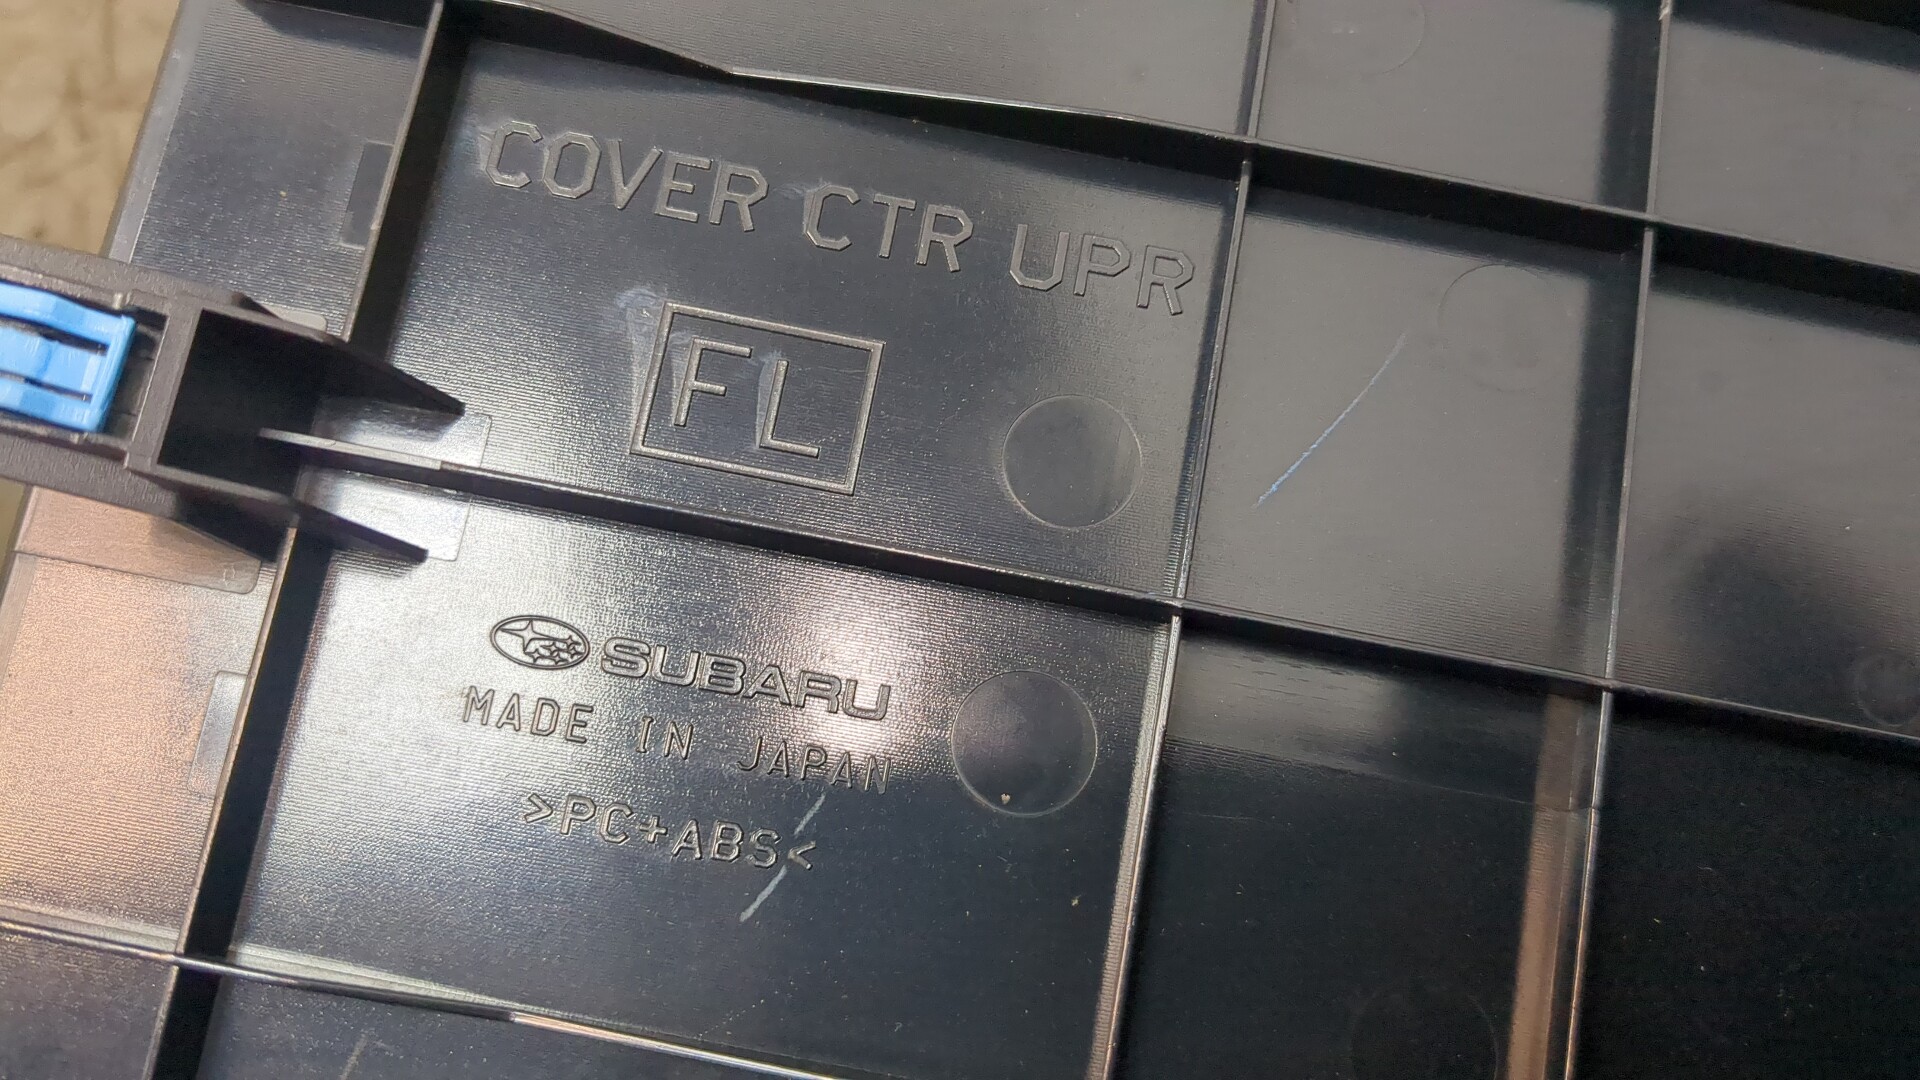 COVER CTR UPR
FL
SUBARU
MADE IN JAPAN
>PC+ABS<